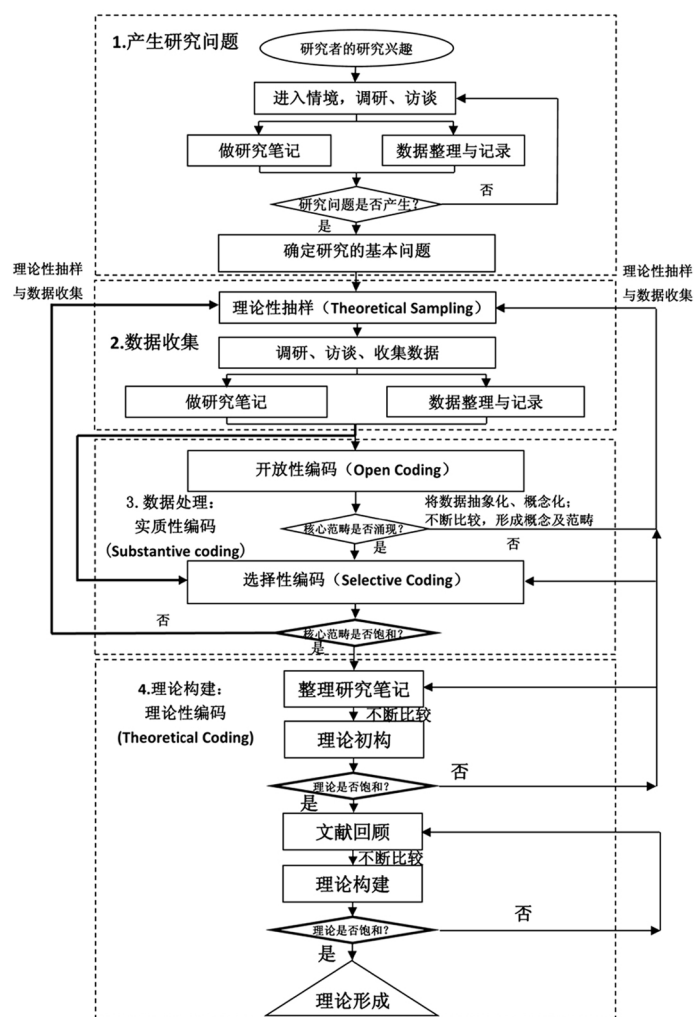 1.产生研究问题
研究者的研究兴趣
进入情境，调研、访谈
做研究笔记
数据整理与记录
否
研究问题是否产生？
是
确定研究的基本问题
理论性抽样
与数据收集
理论性抽样
与数据收集
理论性抽样（Theoretical Sampling）
2.数据收集
调研、访谈、收集数据
做研究笔记
数据整理与记录
开放性编码（Open Coding）
3.数据处理：
实质性编码
（Substantive coding）
将数据抽象化、概念化；
不断比较，形成概念及范畴
核心范畴是否涌现？
是
否
选择性编码（Selective Coding）
否
核心范畴是否饱和？
是
4.理论构建：
理论性编码
(Theoretical Coding)
整理研究笔记
不断比较
理论初构
否
理论是否饱和？
是
文献回顾
不断比较
理论构建
否
理论是否饱和？
是
理论形成